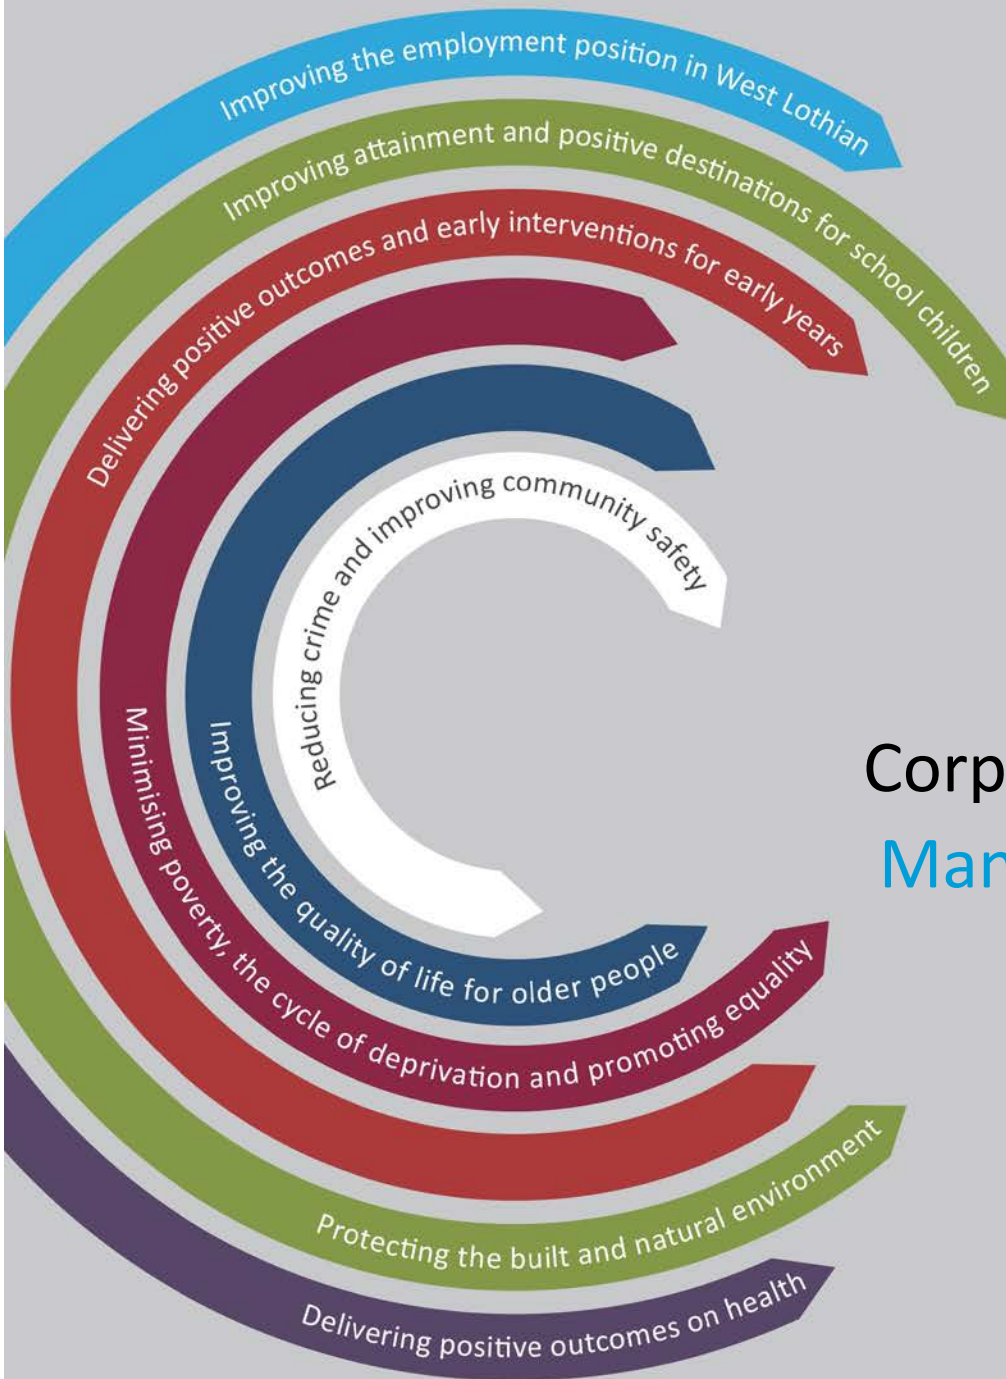 Improving the employment position in West Lothian
Improving attainment and positive destinations for school children
Delivering positive outcomes and early interventions for early years
Reducing crime and improving community safety
Improving the quality of life for older people
Minimising poverty, the cycle of deprivation and promoting equality
Protecting the built and natural environment
Delivering positive outcomes on health
Corp